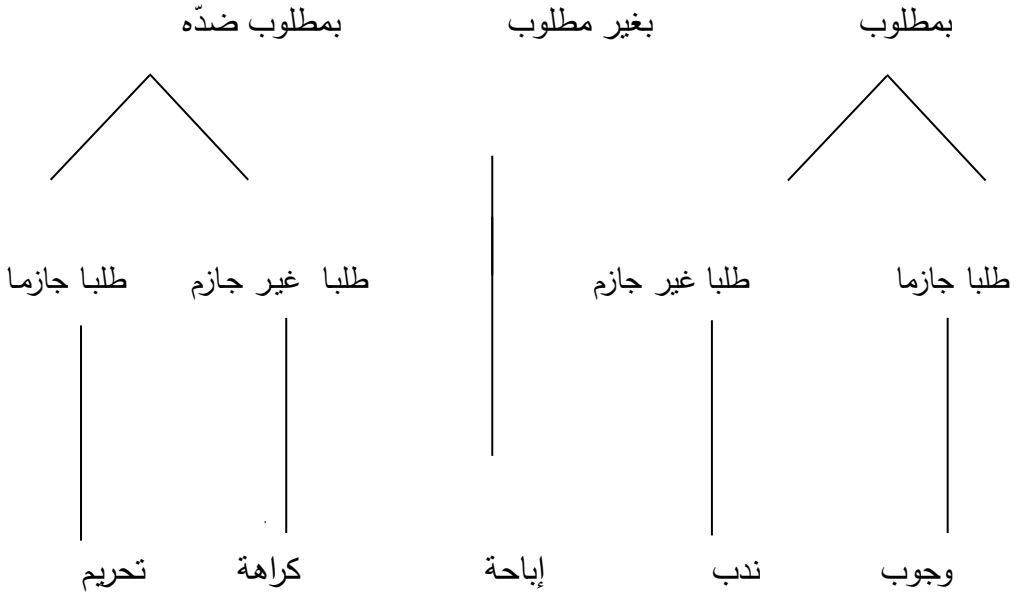 بمطلوب بغير مطلوب بمطلوب ضدّه
طلبا جازما طلبا غير جازم طلبا غير جازم طلبا جازما
وجوب ندب إباحة كراهة تحريم